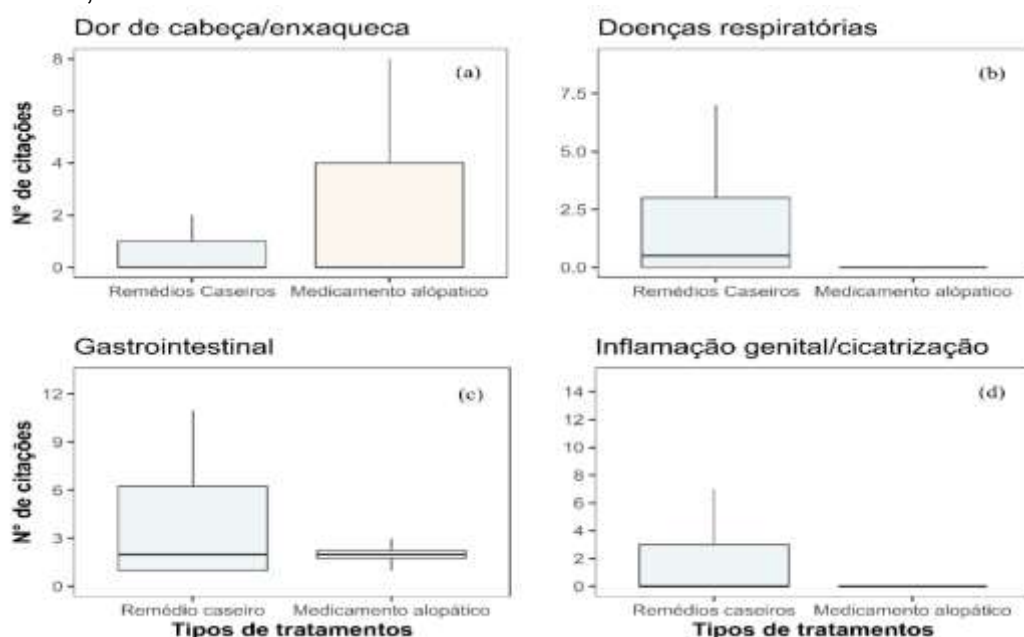 Dor de cabeça/enxaqueca
(a)
8
6
4
2
0
Nº de citações
Remédios Caseiros Medicamento alópatico
Doenças respiratórias
(b)
7.5
5.0
2.5
0.0
Remédios Caseiros Medicamento alópatico
Gastrointestinal
(c)
12
9
6
3
0
Nº de citações
Remédio caseiro Medicamento alopático
Tipos de tratamentos
Inflamação genital/cicatrização
(d)
14
12
10
8
6
4
2
0
Remédios caseiros Medicamento alopático
Tipos de tratamentos